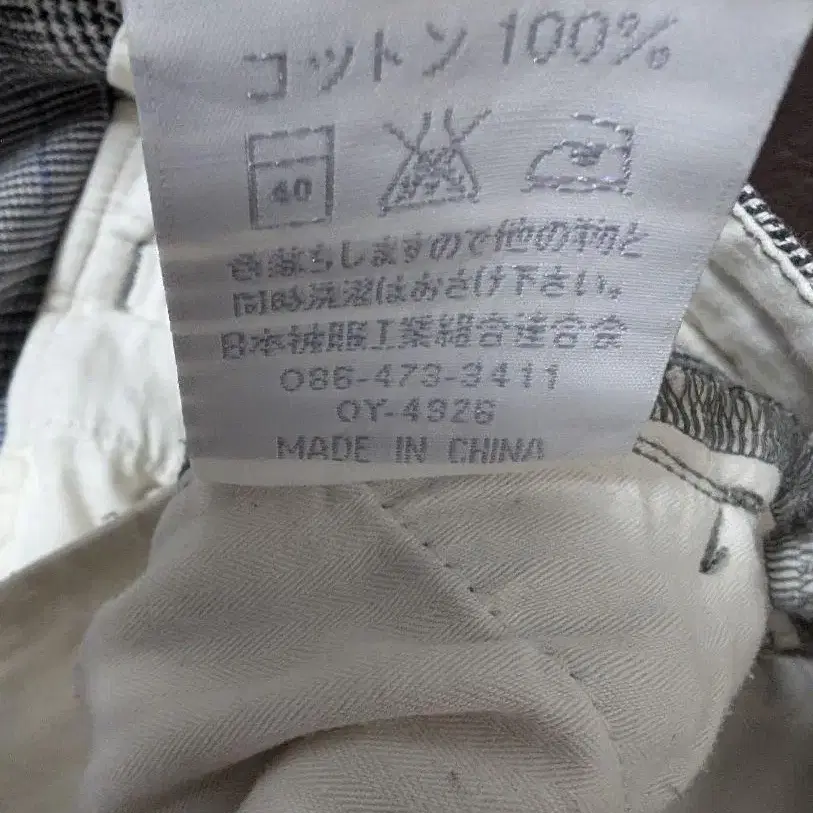 コットン 100%
40
色落ちしますので他の物と
同時洗濯はおさけ下さい。
日本被服工業組合連合会
086-473-3411
OY-4926
MADE IN CHINA